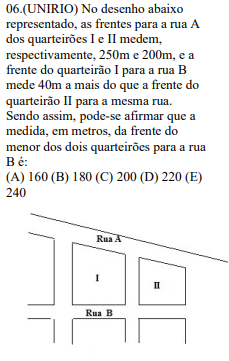 06.(UNIRIO) No desenho abaixo
representado, as frentes para a rua A
dos quarteirões I e II medem,
respectivamente, 250m e 200m, e a
frente do quarteirão I para a rua B
mede 40m a mais do que a frente do
quarteirão II para a mesma rua.
Sendo assim, pode-se afirmar que a
medida, em metros, da frente do
menor dos dois quarteirões para a rua
B é:
(A) 160 (B) 180 (C) 200 (D) 220 (E)
240
Rua A
I
II
Rua B